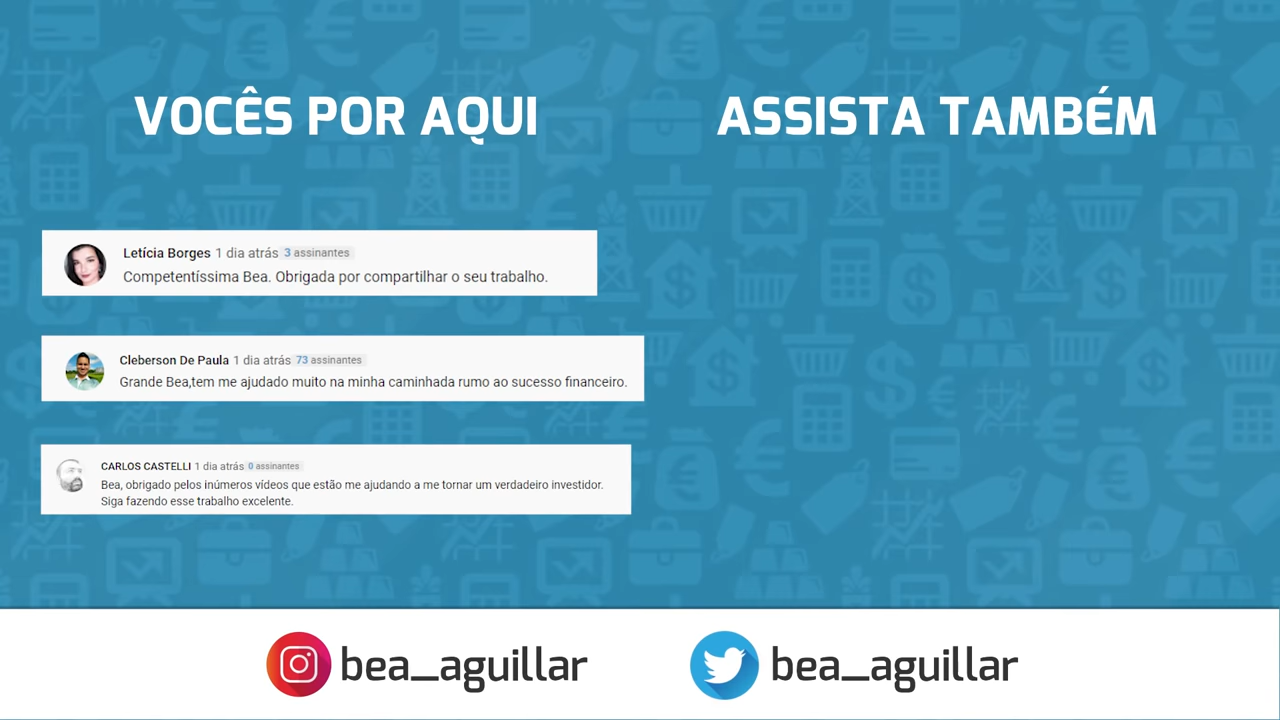 VOCÊS POR AQUI
Letícia Borges 1 dia atrás 3 assinantes
Competentíssima Bea. Obrigada por compartilhar o seu trabalho.
Cleberson De Paula 1 dia atrás 73 assinantes
Grande Bea,tem me ajudado muito na minha caminhada rumo ao sucesso financeiro.
CARLOS CASTELLI 1 dia atrás 0 assinantes
Bea, obrigado pelos inúmeros vídeos que estão me ajudando a me tornar um verdadeiro investidor.
Siga fazendo esse trabalho excelente.
ASSISTA TAMBÉM
bea_aguillar
bea_aguillar